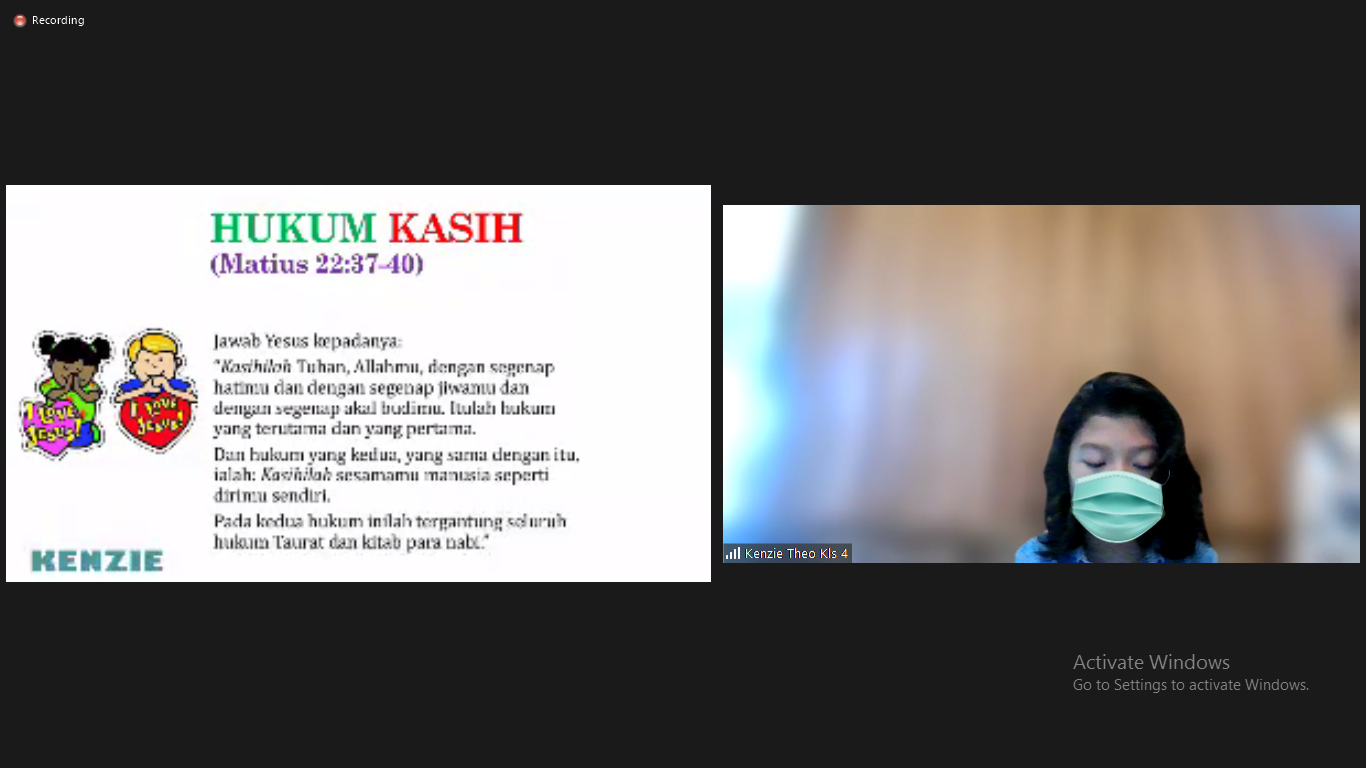 Recording
HUKUM KASIH
(Matius 22:37-40)
Jawab Yesus kepadanya:
"Kasihilah Tuhan, Allahmu, dengan segenap
hatimu dan dengan segenap jiwamu dan
dengan segenap akal budimu. Itulah hukum
yang terutama dan yang pertama.
Dan hukum yang kedua, yang sama dengan itu,
ialah: Kasihilah sesamamu manusia seperti
dirimu sendiri.
Pada kedua hukum inilah tergantung seluruh
hukum Taurat dan kitab para nabi."
I LOVE
JESUS!
I LOVE
JESUS!
KENZIE
Kenzie Theo Kls 4
Activate Windows
Go to Settings to activate Windows.